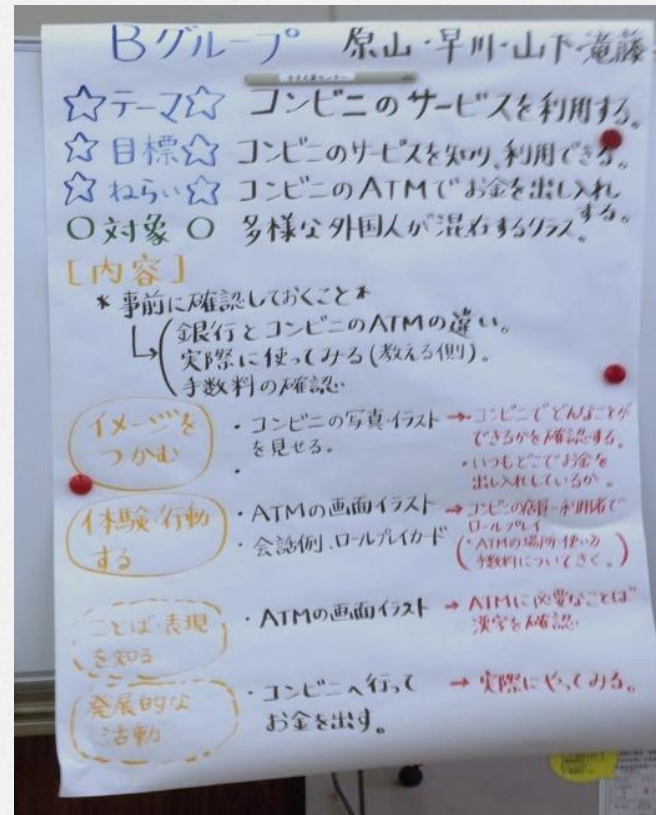 Bグループ 原山・早川・山下・滝藤
☆テーマ☆ コンビニのサービスを利用する。
☆目標☆ コンビニのサービスを知り、利用できる。
☆ねらい☆ コンビニのATMでお金を出し入れ
する。
○対象○ 多様な外国人が混在するクラス。
[内容]
*事前に確認しておくこと*
銀行とコンビニのATMの違い。
実際に使ってみる(教える側)。
手数料の確認
イメージを
つかむ
・コンビニの写真・イラスト
を見せる。
・
→コンビニでどんなことが
できるかを確認する。
・いつもどこでお金を
出し入れしているか。
体験・行動
する
・ATMの画面イラスト
・会話例、ロールプレイカード
→コンビニの店員⇔利用者で
ロールプレイ
(・ATMの場所・使い方
手数料についてきく。)
ことば・表現
を知る
・ATMの画面イラスト
→ATMに必要なことば
漢字を確認
発展的な
活動
・コンビニへ行って
お金を出す。
→実際にやってみる。